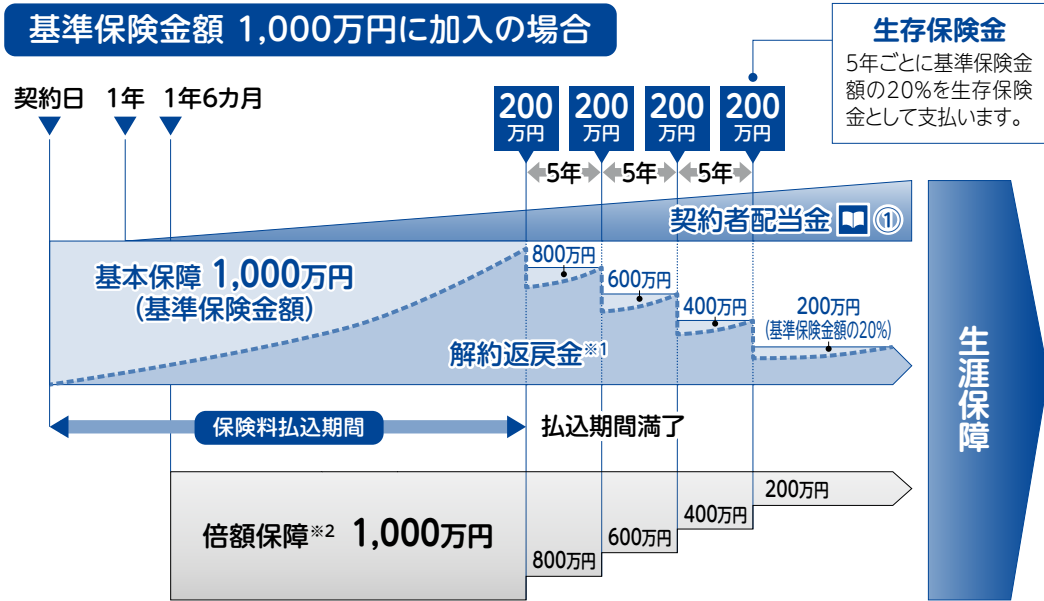 基準保険金額 1,000万円に加入の場合
生存保険金
5年ごとに基準保険金
額の20%を生存保険
金として支払います。
契約日 1年 1年6カ月
200 200 200 200
万円 万円 万円 万円
5年 5年 5年
契約者配当金 ①
基本保障 1,000万円
(基準保険金額)
800万円
600万円
400万円
200万円
(基準保険金額の20%)
解約返戻金※1
生涯保障
保険料払込期間
払込期間満了
倍額保障※2 1,000万円
800万円
600万円
400万円
200万円